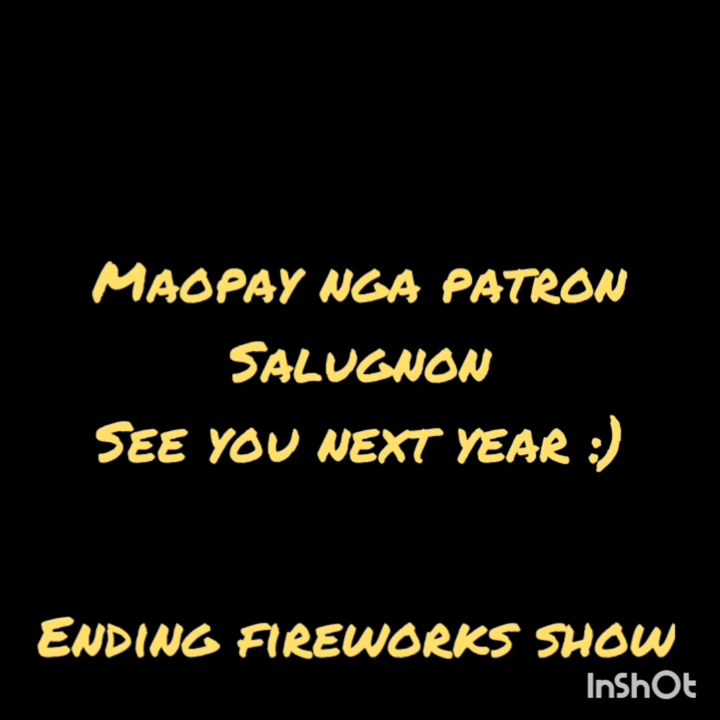 Maopay nga patron
Salugnon
See you next year :)
Ending fireworks show
InShOt